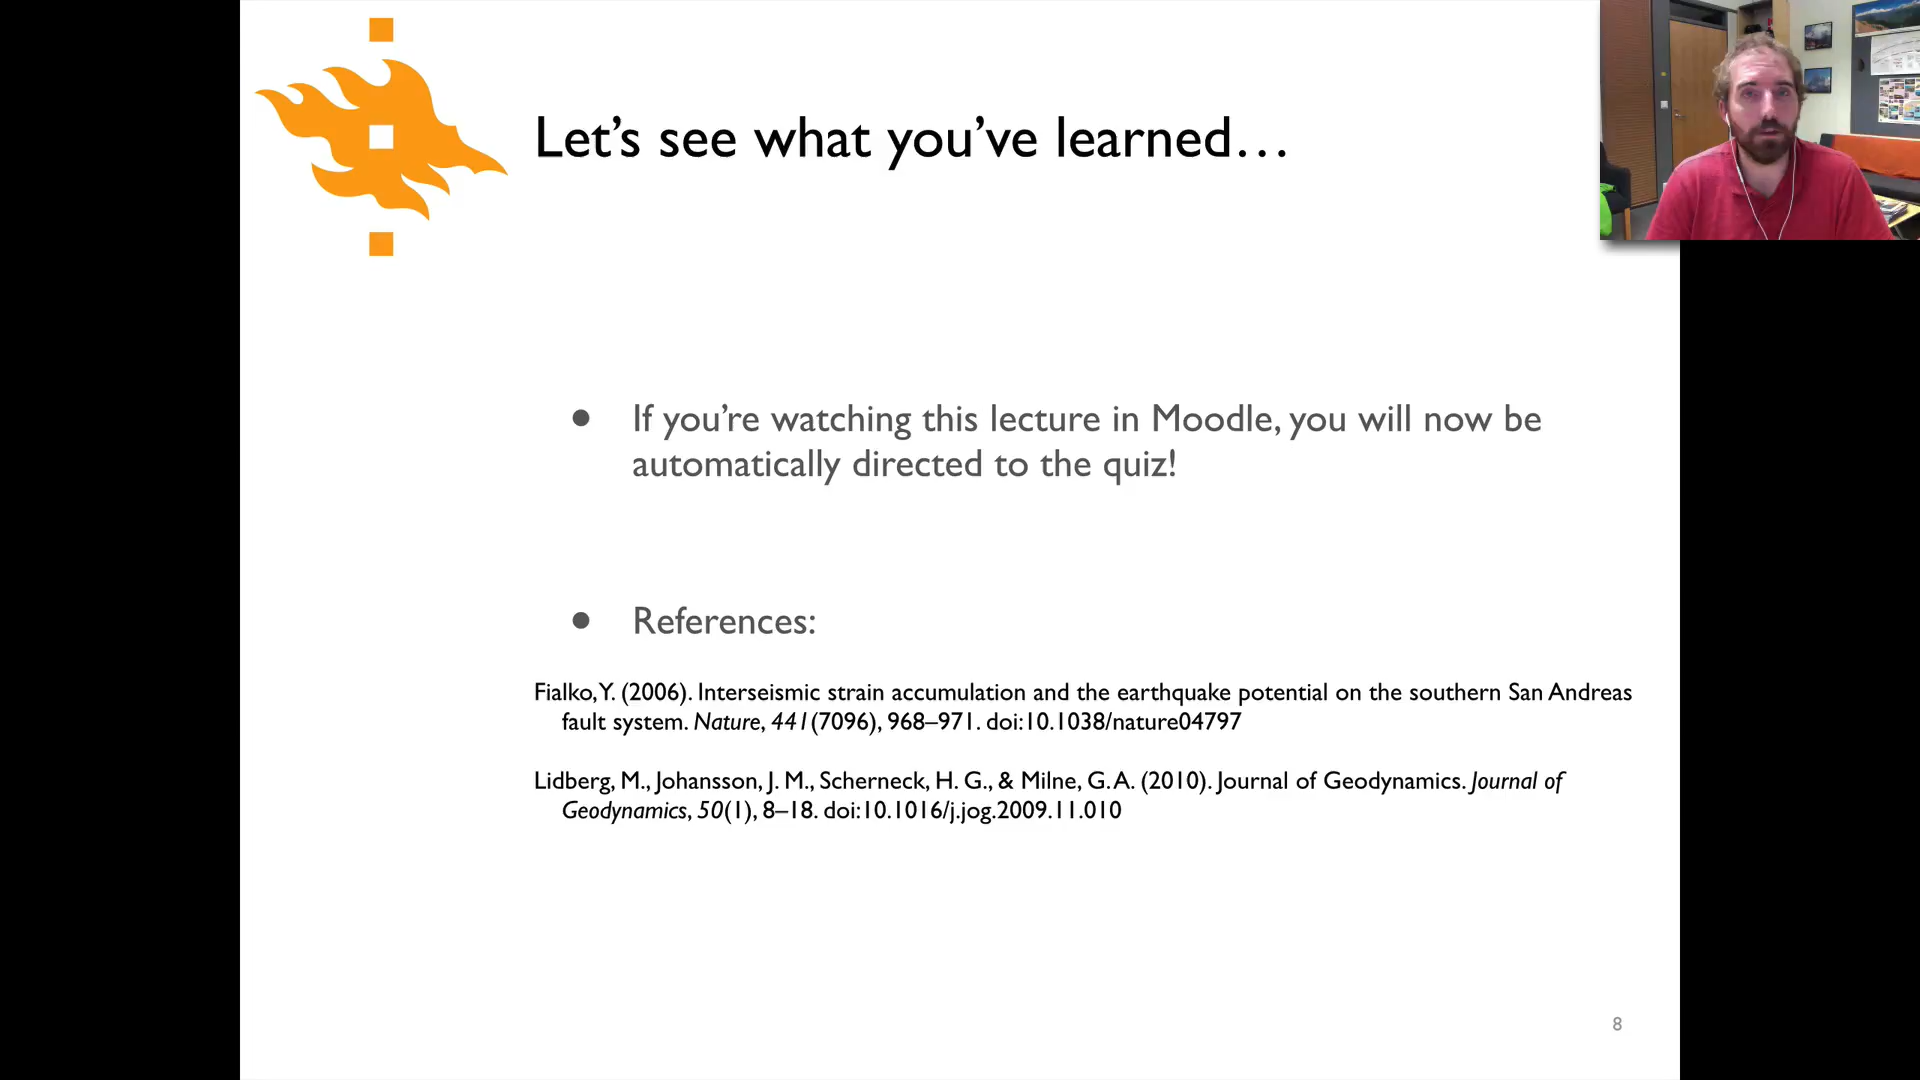 Let’s see what you’ve learned…
• If you’re watching this lecture in Moodle, you will now be
automatically directed to the quiz!
• References:
Fialko, Y. (2006). Interseismic strain accumulation and the earthquake potential on the southern San Andreas
fault system. Nature, 441(7096), 968–971. doi:10.1038/nature04797
Lidberg, M., Johansson, J. M., Scherneck, H. G., & Milne, G. A. (2010). Journal of Geodynamics. Journal of
Geodynamics, 50(1), 8–18. doi:10.1016/j.jog.2009.11.010
8